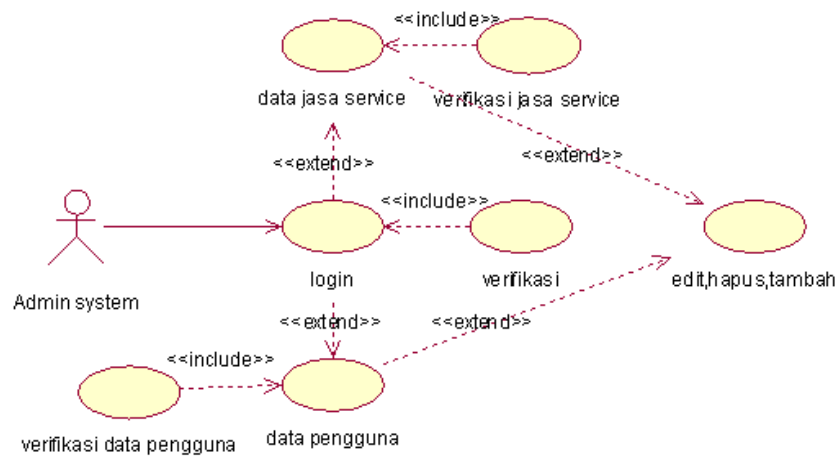 <<include>>
data jasa service
verifikasi jasa service
<<extend>>
<<extend>>
<<include>>
login
verifikasi
edit,hapus,tambah
Admin system
<<extend>>
<<extend>>
<<include>>
verifikasi data pengguna
data pengguna